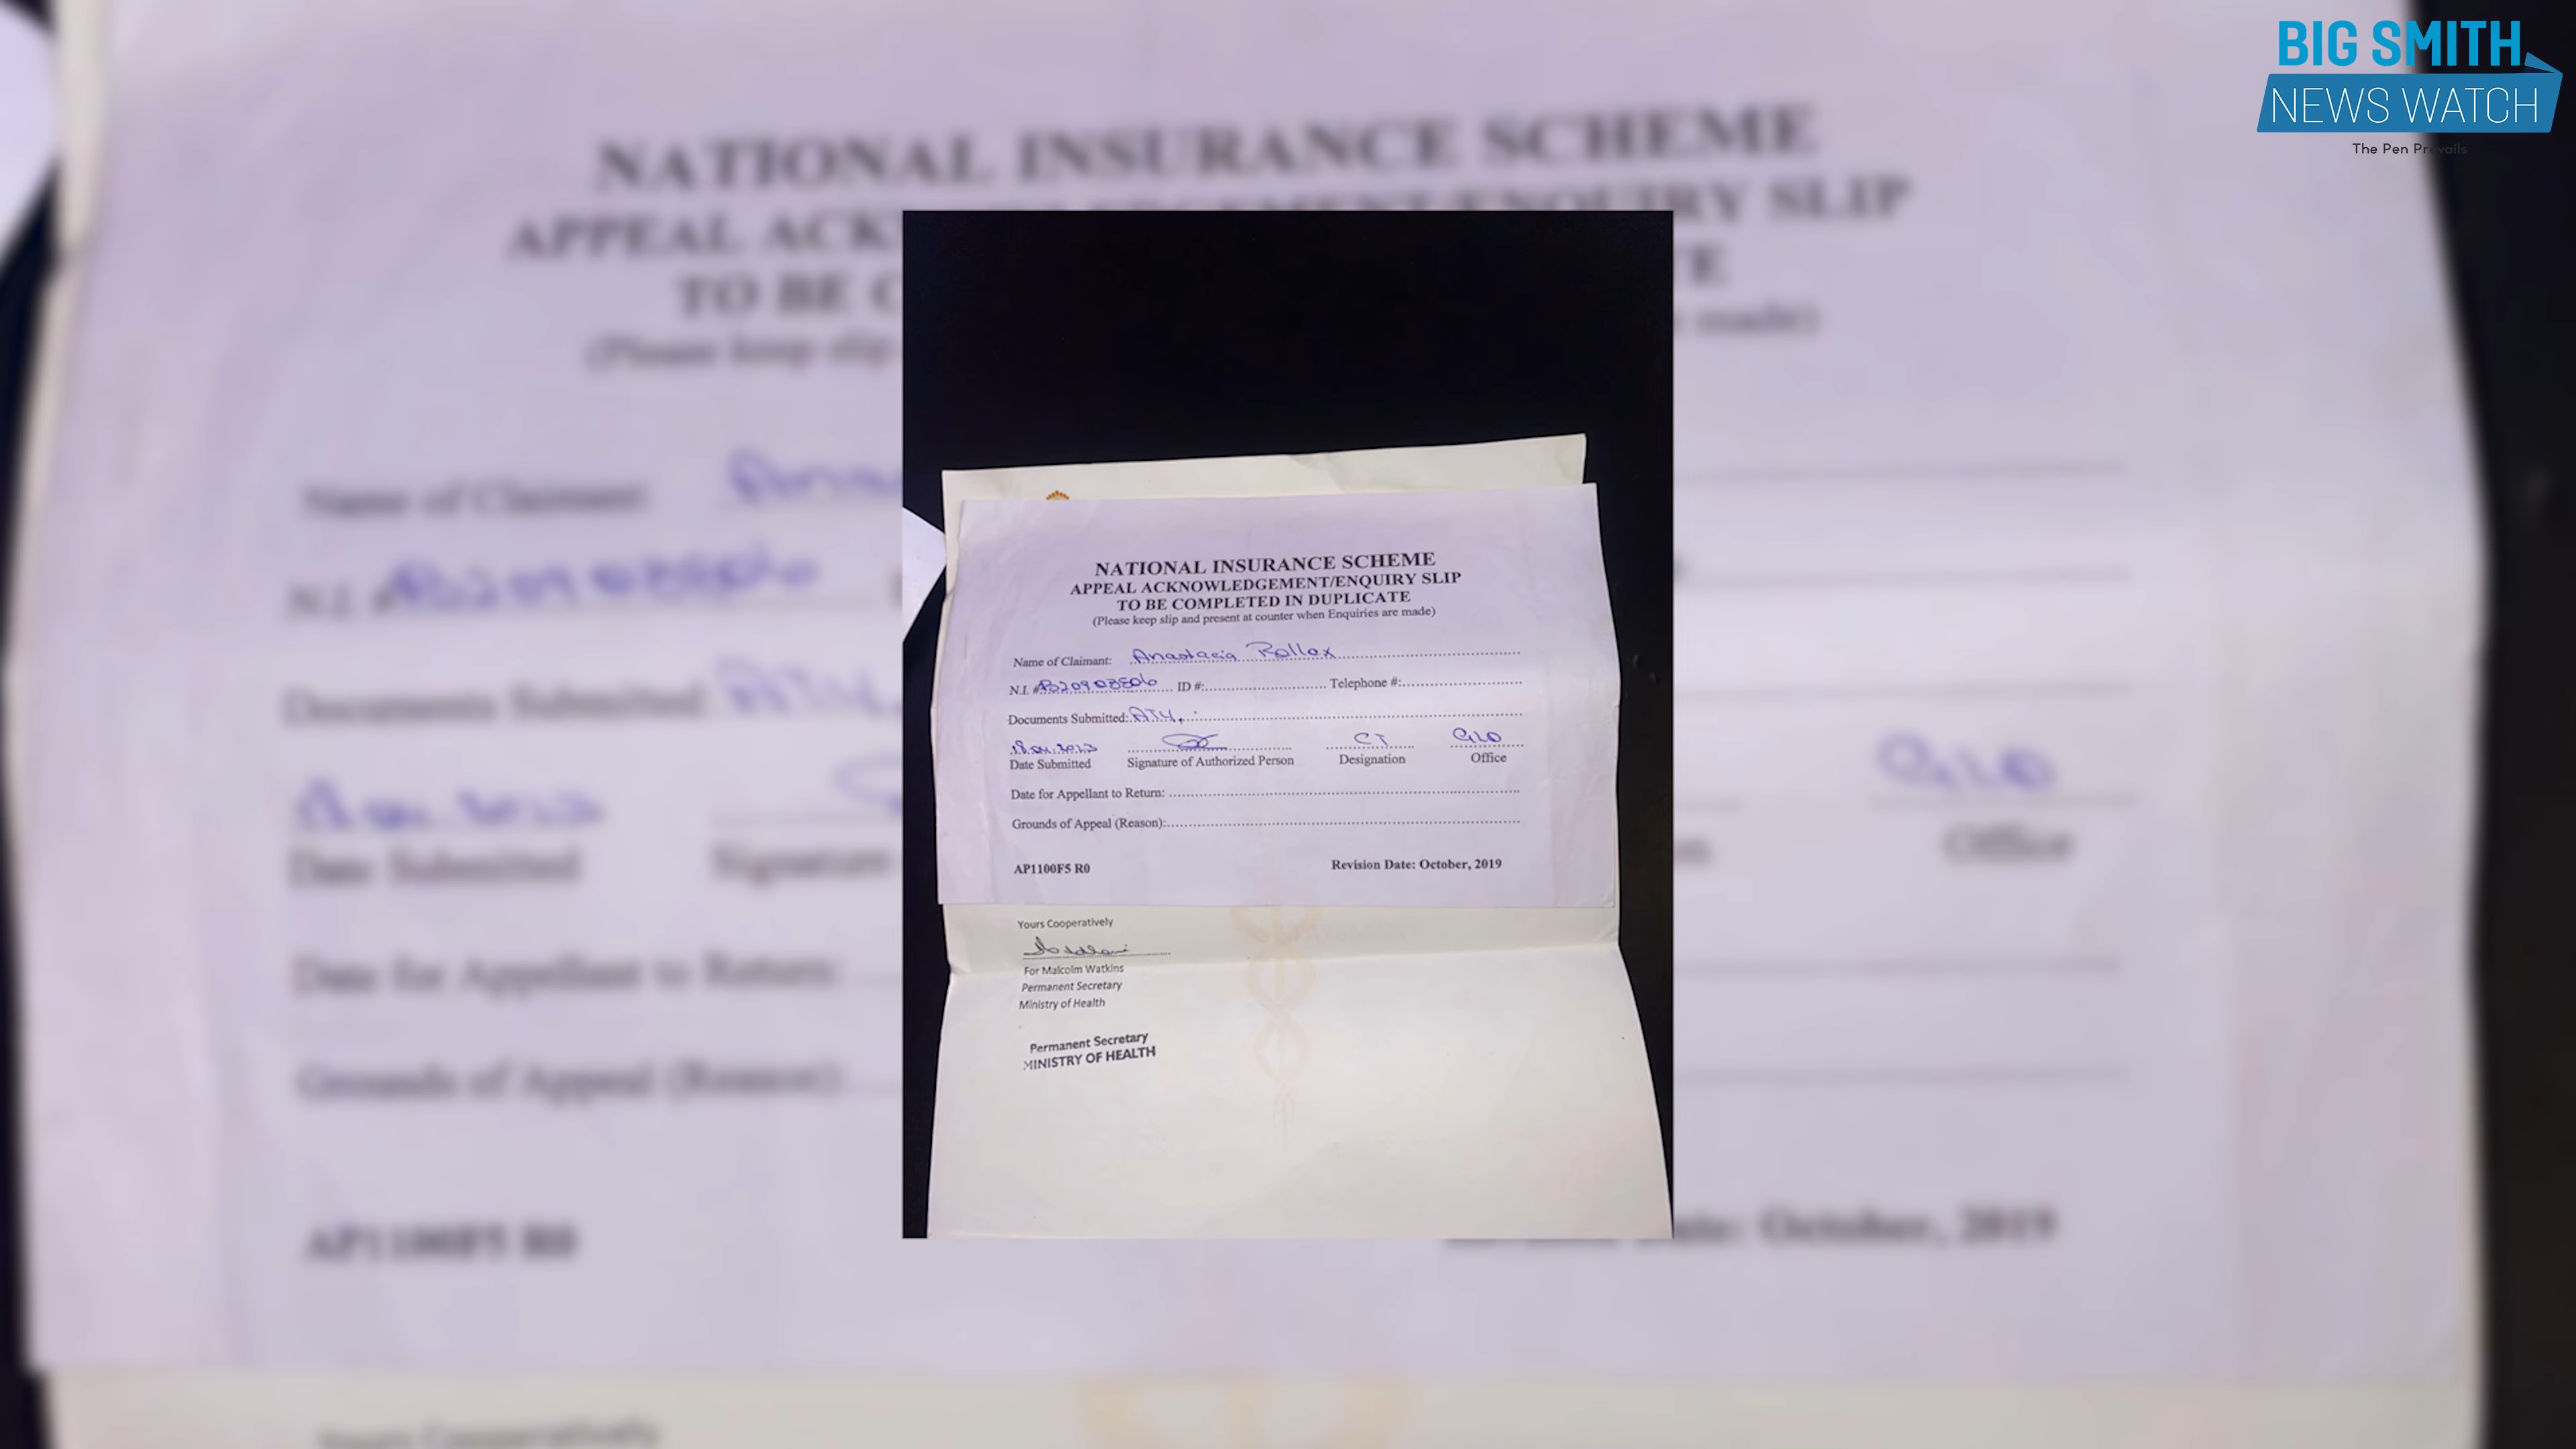 BIG SMITH
NEWS WATCH
The Pen Prevails
NATIONAL INSURANCE SCHEME
APPEAL ACKNOWLEDGEMENT/ENQUIRY SLIP
TO BE COMPLETED IN DUPLICATE
(Please keep slip and present at counter when Enquiries are made)
Name of Claimant: Anastacia Rollox
N.I. # ID #: Telephone #:
Documents Submitted:
CT GLO
Date Submitted Signature of Authorized Person Designation Office
Date for Appellant to Return:
Grounds of Appeal (Reason):
AP1100F5 R0 Revision Date: October, 2019
Yours Cooperatively
For Malcolm Watkins
Permanent Secretary
Ministry of Health
Permanent Secretary
MINISTRY OF HEALTH